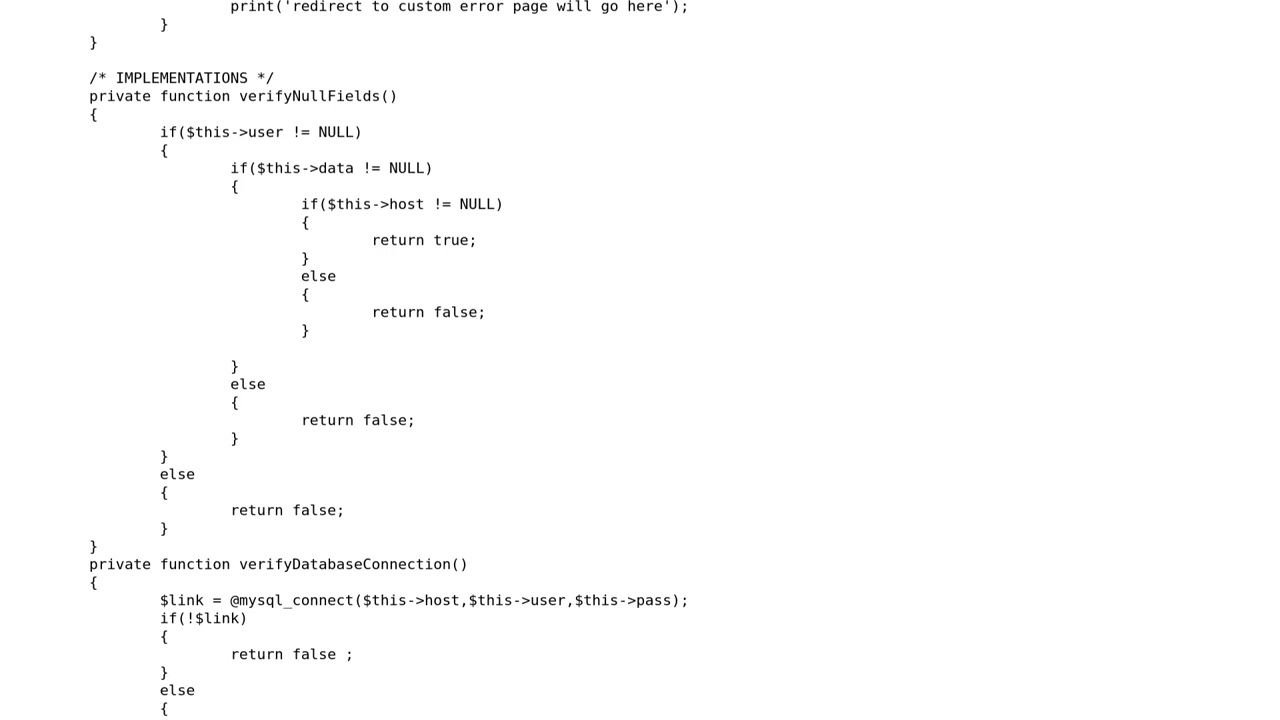 print('redirect to custom error page will go here');
}
}
/* IMPLEMENTATIONS */
private function verifyNullFields()
{
if($this->user != NULL)
{
if($this->data != NULL)
{
if($this->host != NULL)
{
return true;
}
else
{
return false;
}
}
else
{
return false;
}
}
else
{
return false;
}
}
private function verifyDatabaseConnection()
{
$link = @mysql_connect($this->host,$this->user,$this->pass);
if(!$link)
{
return false ;
}
else
{